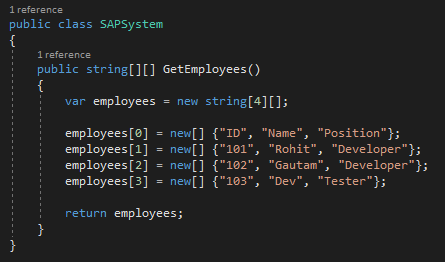 1 reference
public class SAPSystem
{
1 reference
public string[][] GetEmployees()
{
var employees = new string[4][];
employees[0] = new[] {"ID", "Name", "Position"};
employees[1] = new[] {"101", "Rohit", "Developer"};
employees[2] = new[] {"102", "Gautam", "Developer"};
employees[3] = new[] {"103", "Dev", "Tester"};
return employees;
}
}